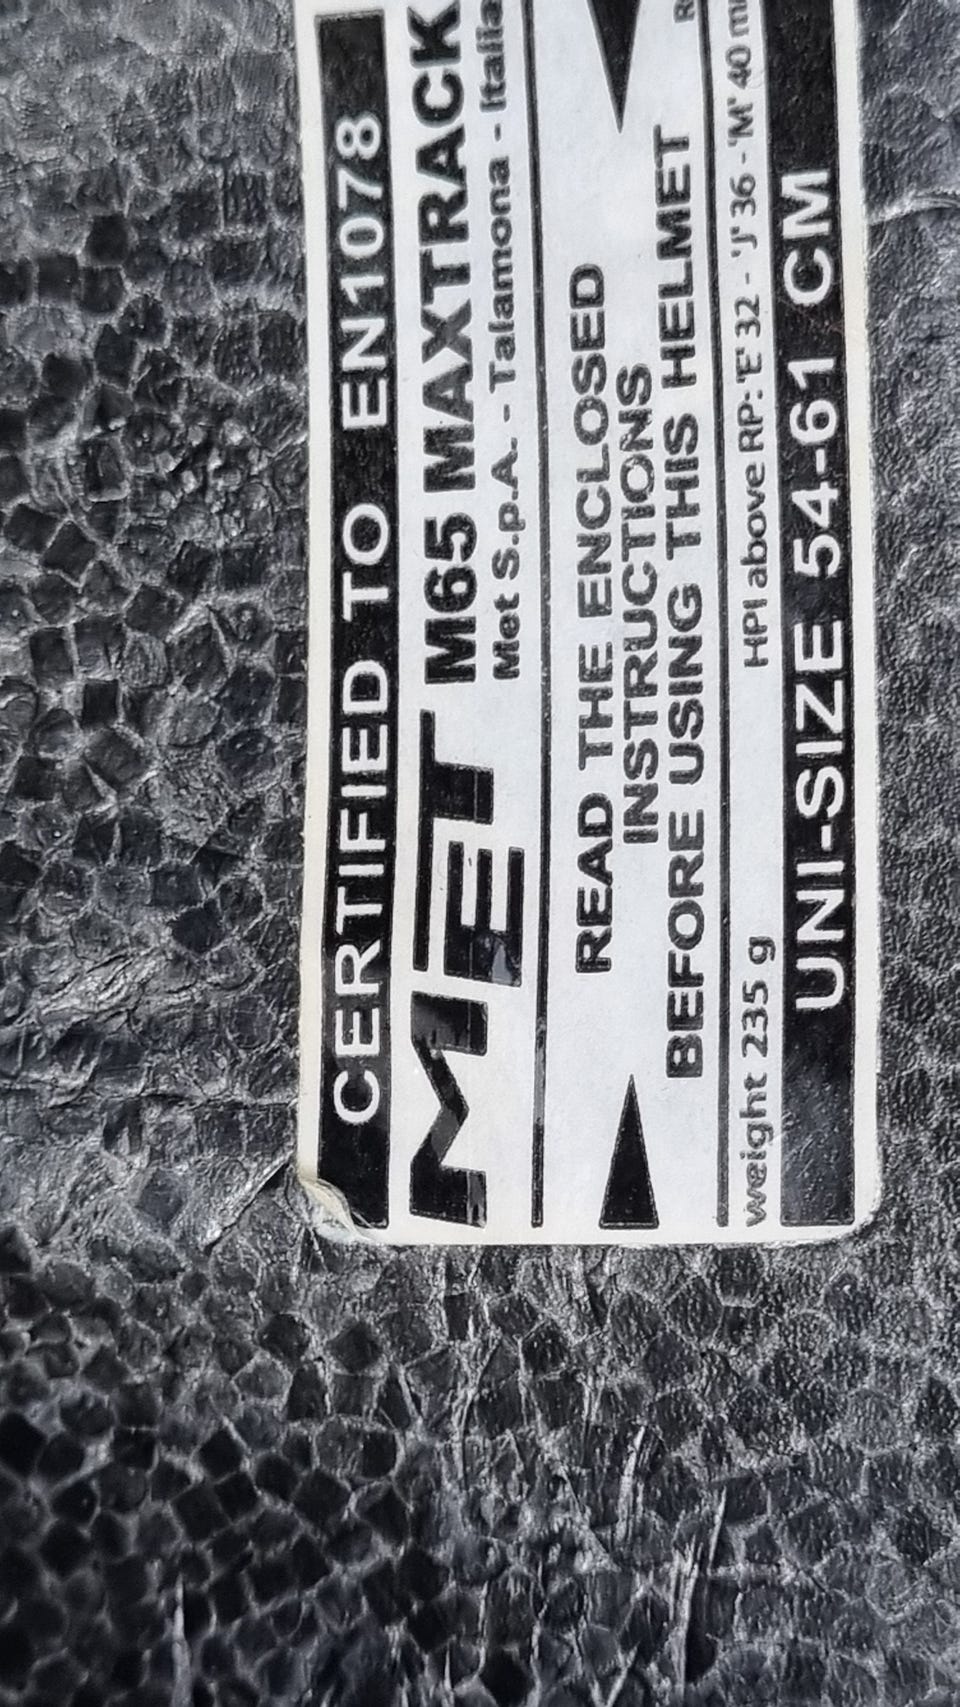 CERTIFIED TO EN1078
MET M65 MAXTRACK
Met S.p.A. - Talamona - Italia
READ THE ENCLOSED
INSTRUCTIONS
BEFORE USING THIS HELMET
weight 235 g HPI above RP: 'E' 32 - 'J' 36 - 'M' 40 m
UNI-SIZE 54-61 CM